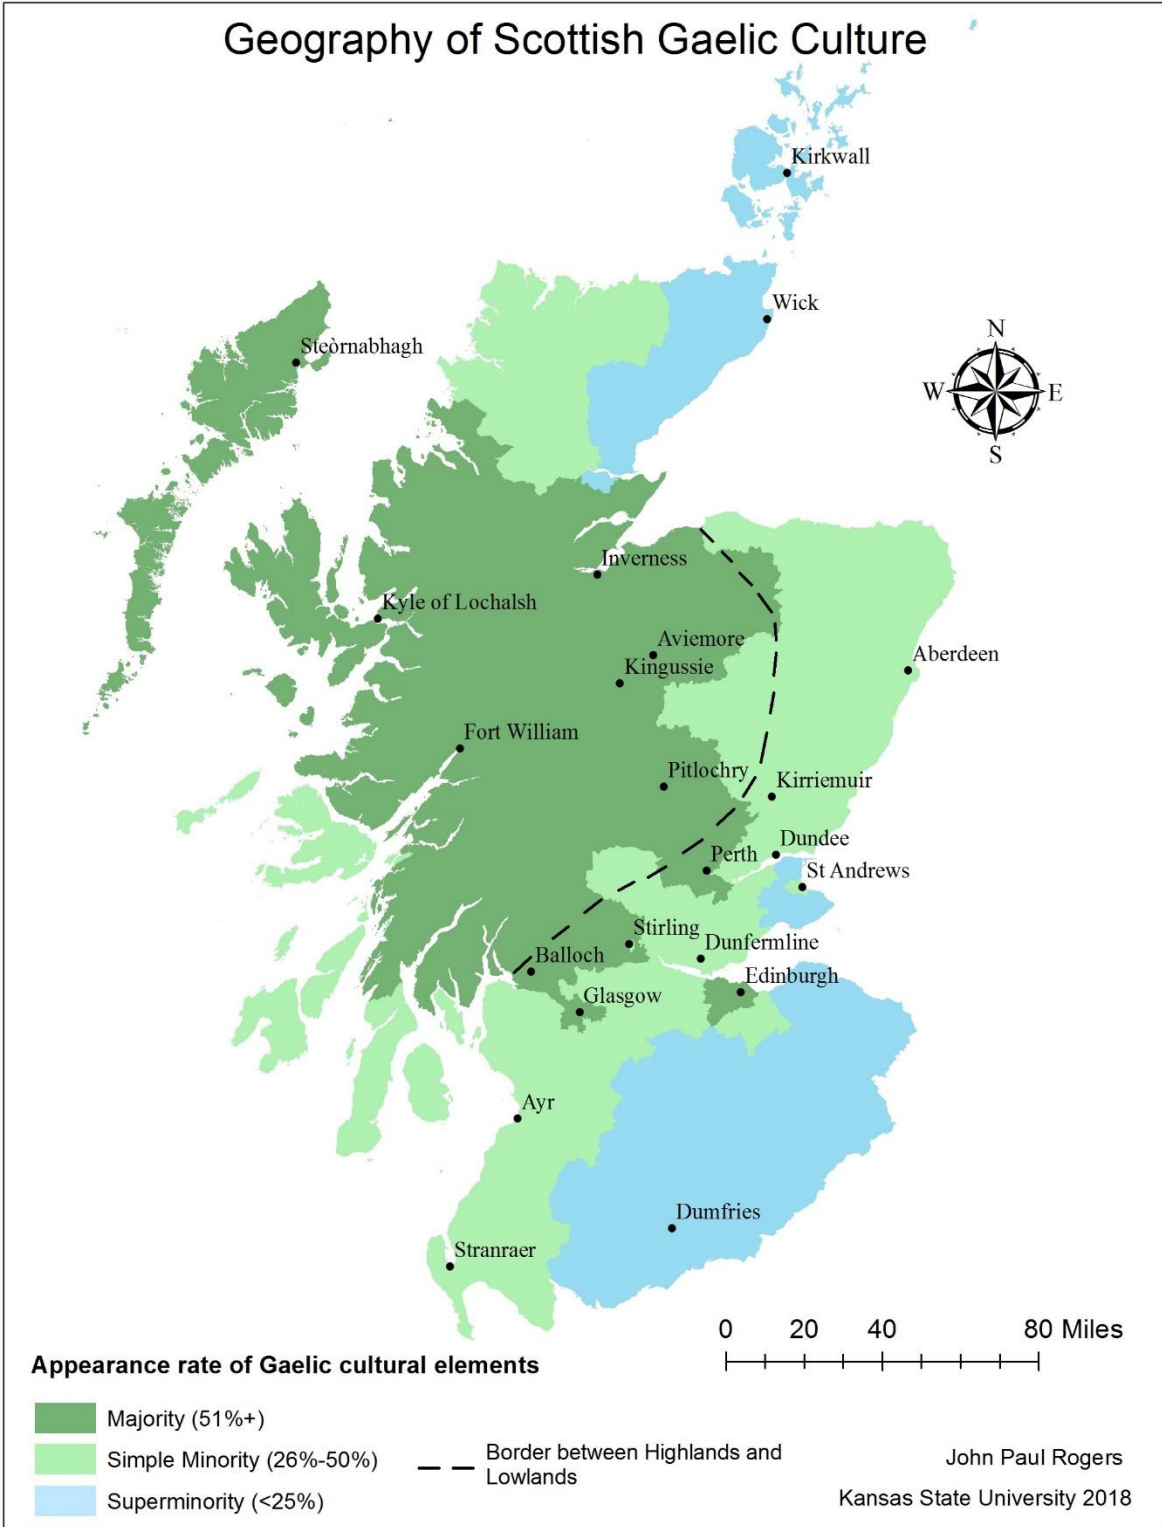 Geography of Scottish Gaelic Culture
Kirkwall
Wick
Steòrnabhagh
N
W
E
S
Inverness
Kyle of Lochalsh
Aviemore
Kingussie
Aberdeen
Fort William
Pitlochry
Kirriemuir
Dundee
Perth
St Andrews
Stirling
Dunfermline
Balloch
Edinburgh
Glasgow
Ayr
Dumfries
Stranraer
0 20 40 80 Miles
Appearance rate of Gaelic cultural elements
Majority (51%+)
Simple Minority (26%-50%)
Superminority (<25%)
Border between Highlands and
Lowlands
John Paul Rogers
Kansas State University 2018